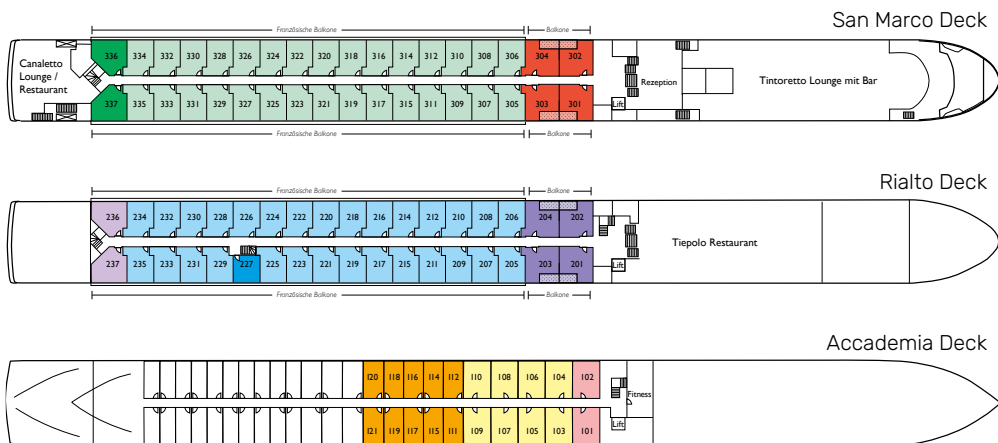 San Marco Deck
Französische Balkone
Balkone
Canaletto
Lounge /
Restaurant
336 334 332 330 328 326 324 322 320 318 316 314 312 310 308 306 304 302
Rezeption
Tintoretto Lounge mit Bar
337 335 333 331 329 327 325 323 321 319 317 315 311 309 307 305 303 301
Lift
Französische Balkone
Balkone
Rialto Deck
Französische Balkone
Balkone
236 234 232 230 228 226 224 222 220 218 216 214 212 210 208 206 204 202
Tiepolo Restaurant
237 235 233 231 229 227 225 223 221 219 217 215 211 209 207 205 203 201
Lift
Französische Balkone
Balkone
Accademia Deck
120 118 116 114 112 110 108 106 104 102
Fitness
121 119 117 115 111 109 107 105 103 101
Lift